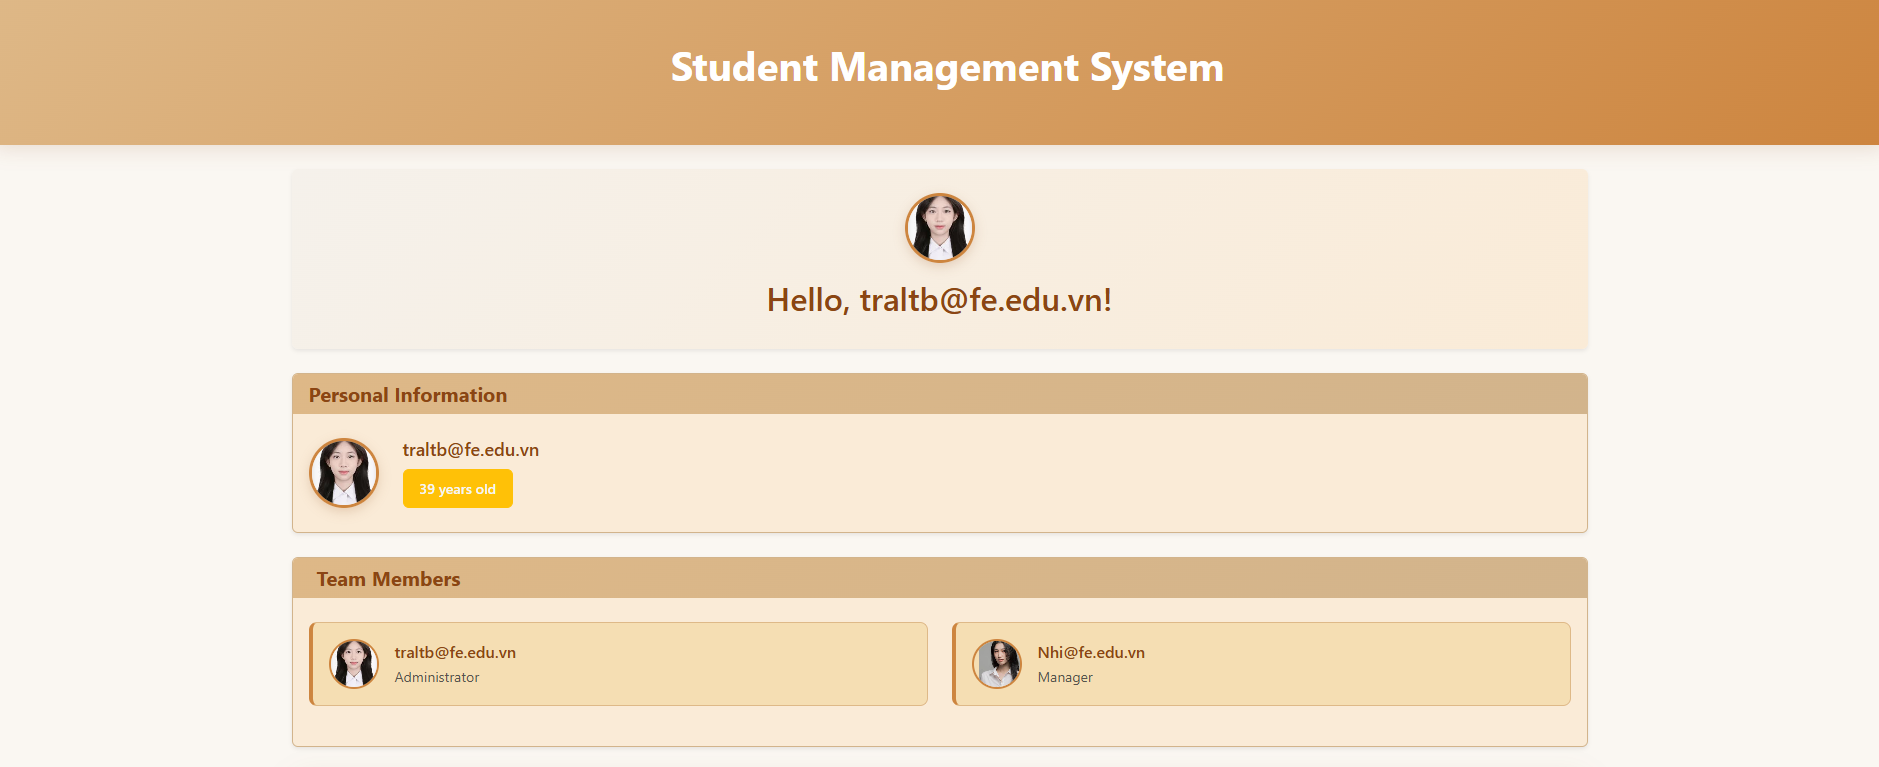 Student Management System
Hello, traltb@fe.edu.vn!
Personal Information
traltb@fe.edu.vn
39 years old
Team Members
traltb@fe.edu.vn
Administrator
Nhi@fe.edu.vn
Manager